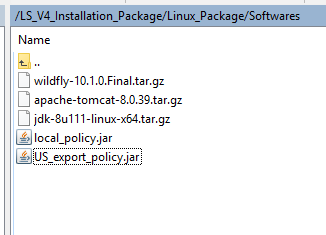 /LS_V4_Installation_Package/Linux_Package/Softwares
Name
..
wildfly-10.1.0.Final.tar.gz
apache-tomcat-8.0.39.tar.gz
jdk-8u111-linux-x64.tar.gz
local_policy.jar
US_export_policy.jar